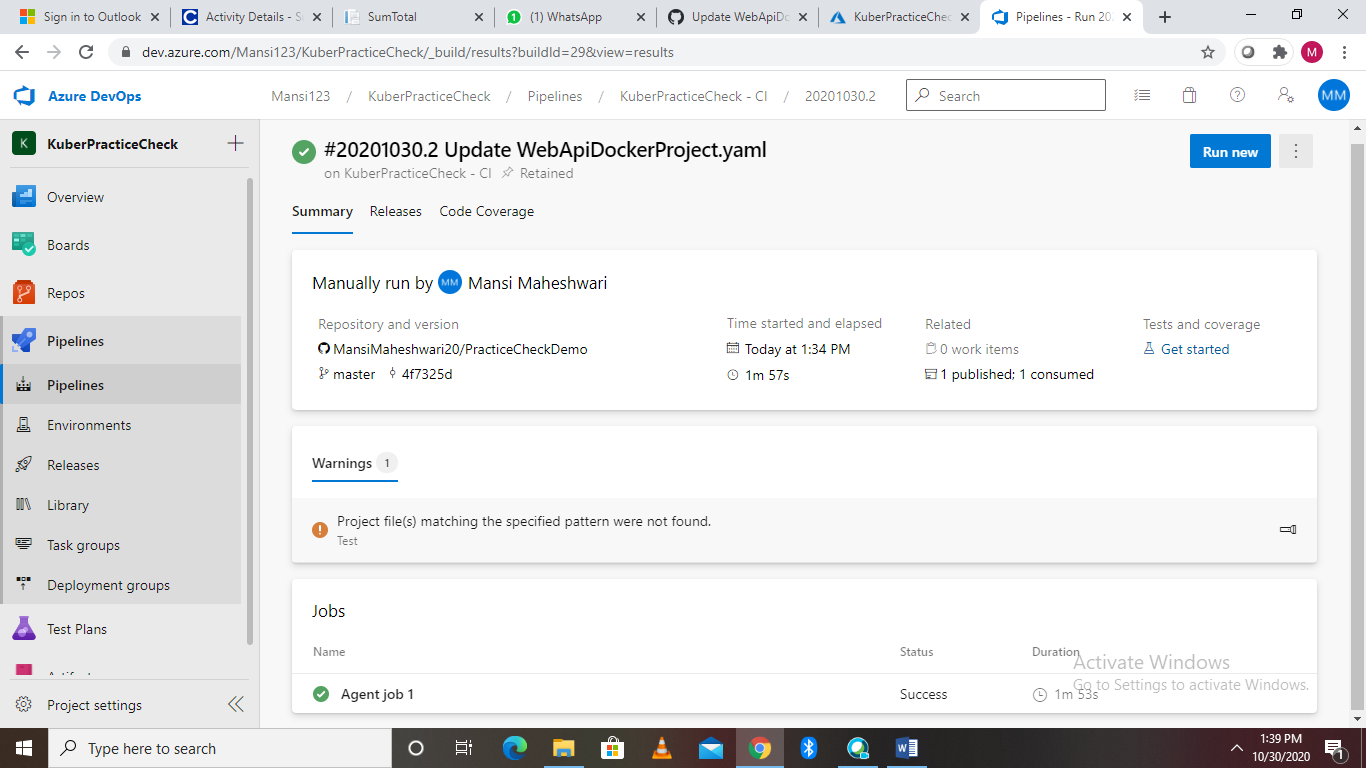 Sign in to Outlook
Activity Details - S
SumTotal
(1) WhatsApp
Update WebApiDo
KuberPracticeChec
Pipelines - Run 20
dev.azure.com/Mansi123/KuberPracticeCheck/_build/results?buildId=29&view=results
M
Azure DevOps
Mansi123 / KuberPracticeCheck / Pipelines / KuberPracticeCheck - CI / 20201030.2
Search
MM
K KuberPracticeCheck
Overview
Boards
Repos
Pipelines
Pipelines
Environments
Releases
Library
Task groups
Deployment groups
Test Plans
Project settings
#20201030.2 Update WebApiDockerProject.yaml
on KuberPracticeCheck - CI Retained
Run new
Summary Releases Code Coverage
Manually run by MM Mansi Maheshwari
Repository and version
MansiMaheshwari20/PracticeCheckDemo
master 4f7325d
Time started and elapsed
Today at 1:34 PM
1m 57s
Related
0 work items
1 published; 1 consumed
Tests and coverage
Get started
Warnings 1
Project file(s) matching the specified pattern were not found.
Test
Jobs
Name Status Duration
Agent job 1 Success 1m 53s
Activate Windows
Go to Settings to activate Windows.
Type here to search
1:39 PM
10/30/2020
1